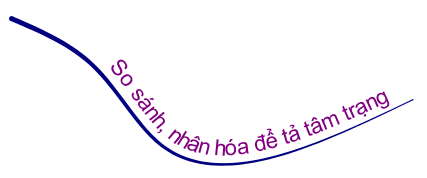 So sánh, nhân hóa để tả tâm trạng